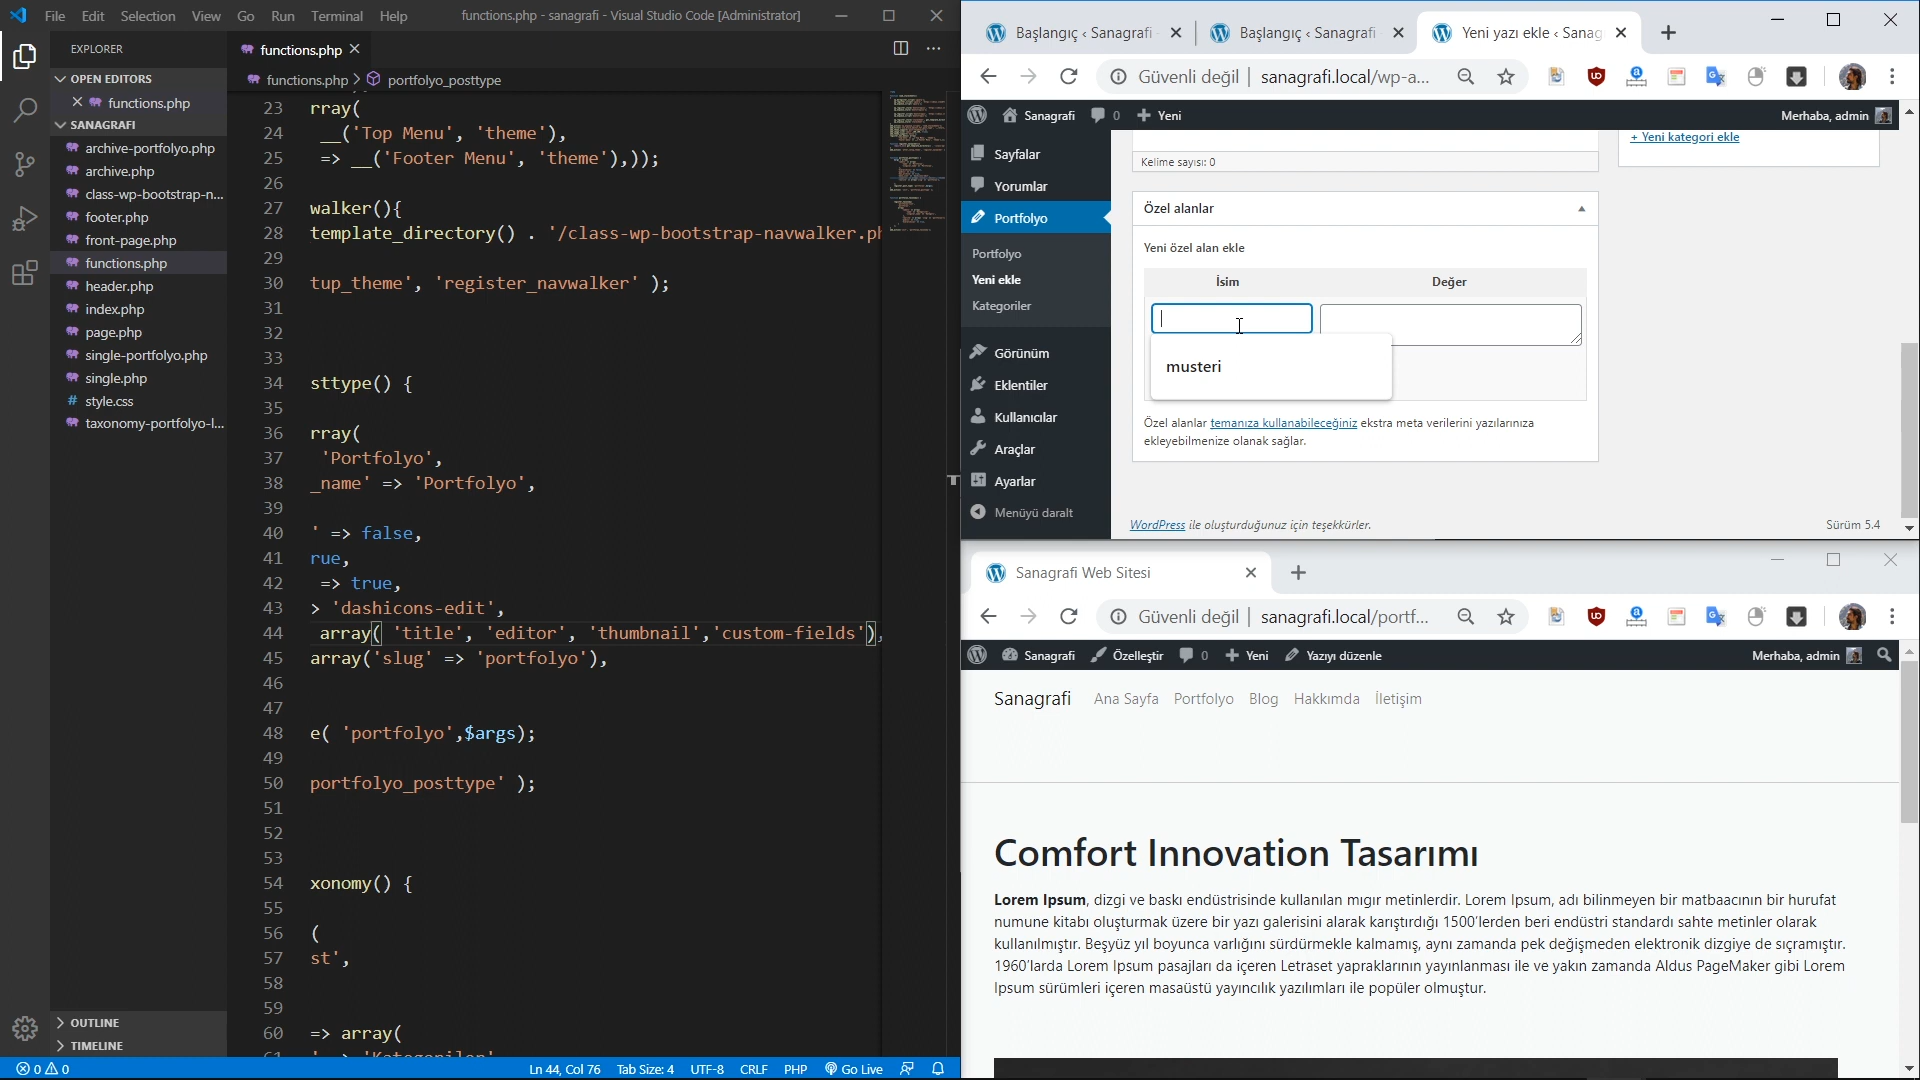 File Edit Selection View Go Run Terminal Help
functions.php - sanagrafi - Visual Studio Code [Administrator]
EXPLORER
OPEN EDITORS
functions.php
SANAGRAFI
archive-portfolyo.php
archive.php
class-wp-bootstrap-n...
footer.php
front-page.php
functions.php
header.php
index.php
page.php
single-portfolyo.php
single.php
# style.css
taxonomy-portfolyo-l...
OUTLINE
TIMELINE
functions.php
functions.php > portfolyo_posttype
23 rray(
24 __('Top Menu', 'theme'),
25 => __('Footer Menu', 'theme'),));
26
27 walker(){
28 template_directory() . '/class-wp-bootstrap-navwalker.ph
29
30 tup_theme', 'register_navwalker' );
31
32
33
34 sttype() {
35
36 rray(
37 'Portfolyo',
38 _name' => 'Portfolyo',
39
40 ' => false,
41 rue,
42 => true,
43 > 'dashicons-edit',
44 array( 'title', 'editor', 'thumbnail','custom-fields'),
45 array('slug' => 'portfolyo'),
46
47
48 e( 'portfolyo',$args);
49
50 portfolyo_posttype' );
51
52
53
54 xonomy() {
55
56 (
57 st',
58
59
60 => array(
61 ' => 'Kategoriler'
0 0
Ln 44, Col 76 Tab Size: 4 UTF-8 CRLF PHP Go Live
Başlangıç ‹ Sanagrafi
Başlangıç ‹ Sanagrafi
Yeni yazı ekle ‹ Sanag
Güvenli değil | sanagrafi.local/wp-a...
Sanagrafi 0 Yeni
Merhaba, admin
Sayfalar
Yorumlar
Portfolyo
Portfolyo
Yeni ekle
Kategoriler
Görünüm
Eklentiler
Kullanıcılar
Araçlar
Ayarlar
Menüyü daralt
+ Yeni kategori ekle
Kelime sayısı: 0
Özel alanlar
Yeni özel alan ekle
İsim Değer
musteri
Özel alanlar temanıza kullanabileceğiniz ekstra meta verilerini yazılarınıza
ekleyebilmenize olanak sağlar.
WordPress ile oluşturduğunuz için teşekkürler.
Sürüm 5.4
Sanagrafi Web Sitesi
Güvenli değil | sanagrafi.local/portf...
Sanagrafi Özelleştir 0 Yeni Yazıyı düzenle
Merhaba, admin
Sanagrafi Ana Sayfa Portfolyo Blog Hakkımda İletişim
Comfort Innovation Tasarımı
Lorem Ipsum, dizgi ve baskı endüstrisinde kullanılan mıgır metinlerdir. Lorem Ipsum, adı bilinmeyen bir matbaacının bir hurufat
numune kitabı oluşturmak üzere bir yazı galerisini alarak karıştırdığı 1500'lerden beri endüstri standardı sahte metinler olarak
kullanılmıştır. Beşyüz yıl boyunca varlığını sürdürmekle kalmamış, aynı zamanda pek değişmeden elektronik dizgiye de sıçramıştır.
1960'larda Lorem Ipsum pasajları da içeren Letraset yapraklarının yayınlanması ile ve yakın zamanda Aldus PageMaker gibi Lorem
Ipsum sürümleri içeren masaüstü yayıncılık yazılımları ile popüler olmuştur.